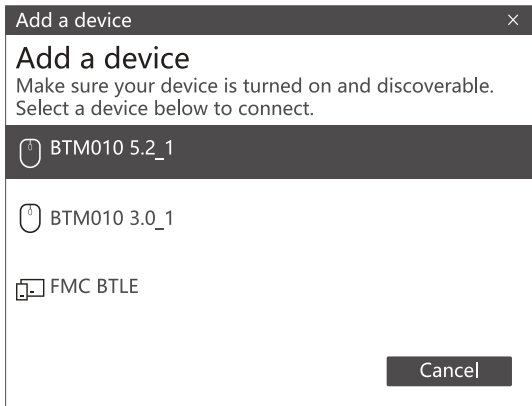 Add a device
Add a device
Make sure your device is turned on and discoverable.
Select a device below to connect.
BTM010 5.2_1
BTM010 3.0_1
FMC BTLE
Cancel